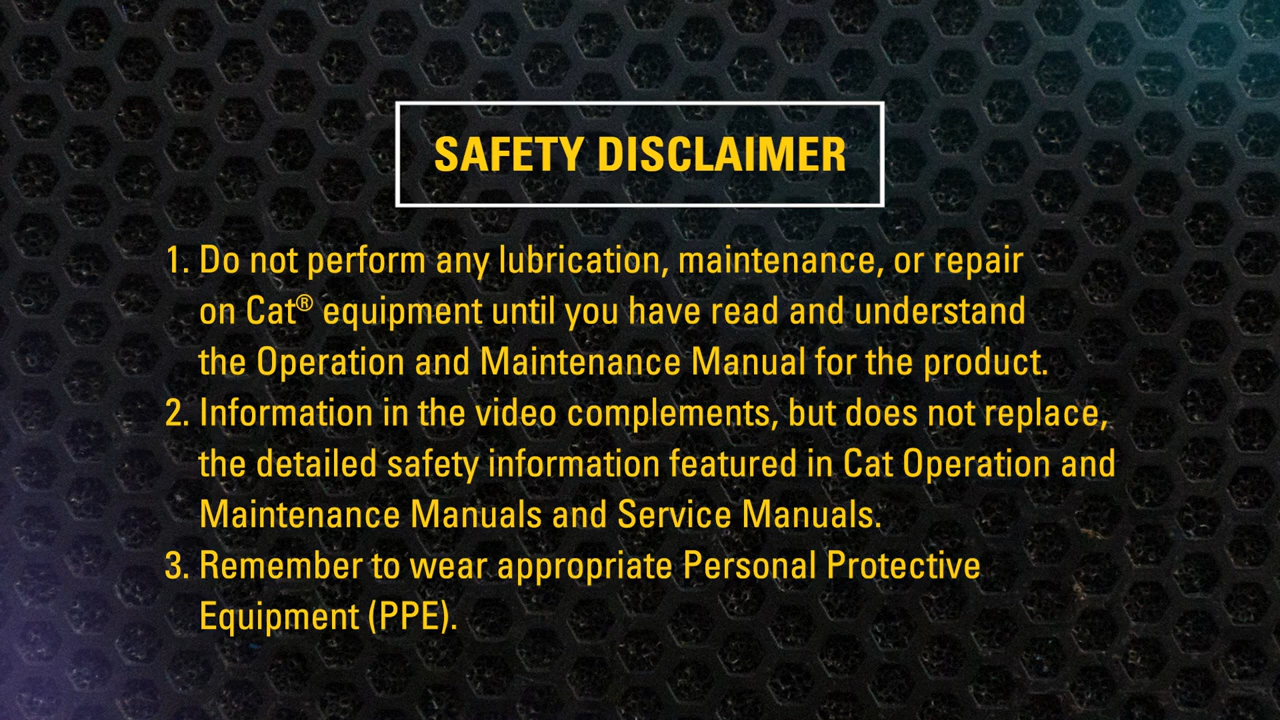 SAFETY DISCLAIMER
1. Do not perform any lubrication, maintenance, or repair
on Cat® equipment until you have read and understand
the Operation and Maintenance Manual for the product.
2. Information in the video complements, but does not replace,
the detailed safety information featured in Cat Operation and
Maintenance Manuals and Service Manuals.
3. Remember to wear appropriate Personal Protective
Equipment (PPE).